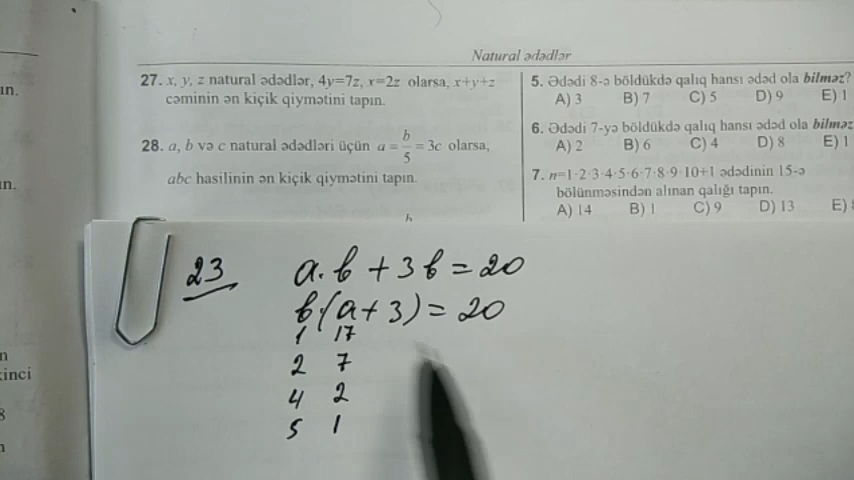 Natural ədədlər
ın.
27. x, y, z natural ədədlər, 4y=7z, x=2z olarsa, x+y+z
cəminin ən kiçik qiymətini tapın.
28. a, b və c natural ədədləri üçün a = b/5 = 3c olarsa,
abc hasilinin ən kiçik qiymətini tapın.
ın.
b
5. Ədədi 8-ə böldükdə qalıq hansı ədəd ola bilməz?
A) 3 B) 7 C) 5 D) 9 E) 1
6. Ədədi 7-yə böldükdə qalıq hansı ədəd ola bilməz
A) 2 B) 6 C) 4 D) 8 E) 1
7. n=1·2·3·4·5·6·7·8·9·10+1 ədədinin 15-ə
bölünməsindən alınan qalığı tapın.
A) 14 B) 1 C) 9 D) 13 E)
23 a·b + 3b = 20
b·(a+3) = 20
1 17
2 7
4 2
5 1
n
kinci
8